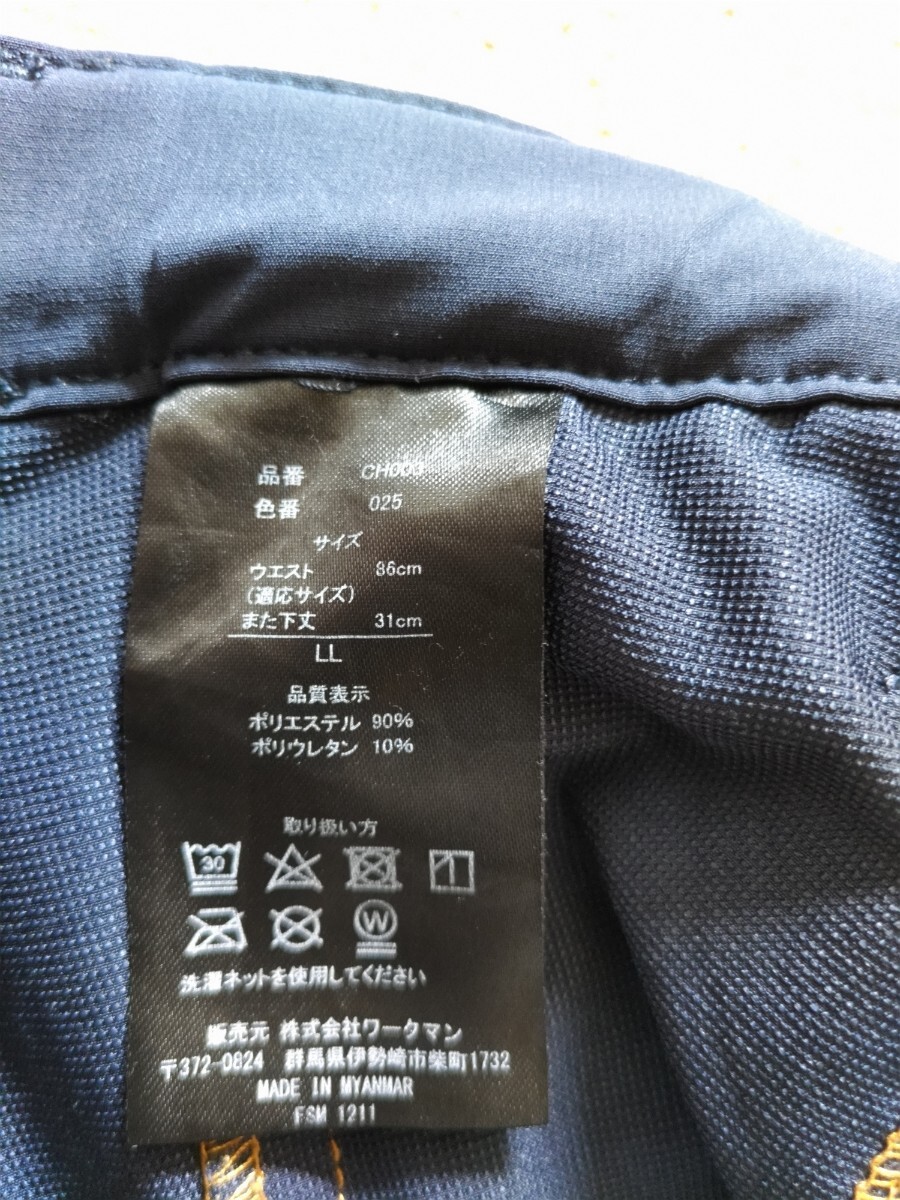 品番 CH003
色番 025
サイズ
ウエスト 86cm
(適応サイズ)
また下丈 31cm
LL
品質表示
ポリエステル 90%
ポリウレタン 10%
取り扱い方
30
W
洗濯ネットを使用してください
販売元 株式会社ワークマン
〒372-0824 群馬県伊勢崎市柴町1732
MADE IN MYANMAR
FSM 1211